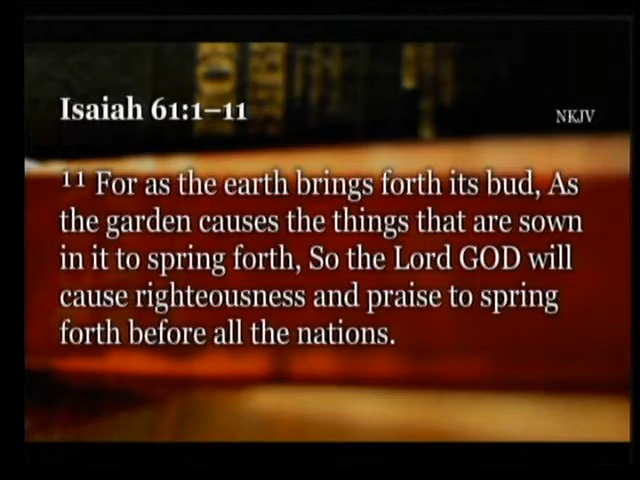 Isaiah 61:1–11
NKJV
11 For as the earth brings forth its bud, As
the garden causes the things that are sown
in it to spring forth, So the Lord GOD will
cause righteousness and praise to spring
forth before all the nations.